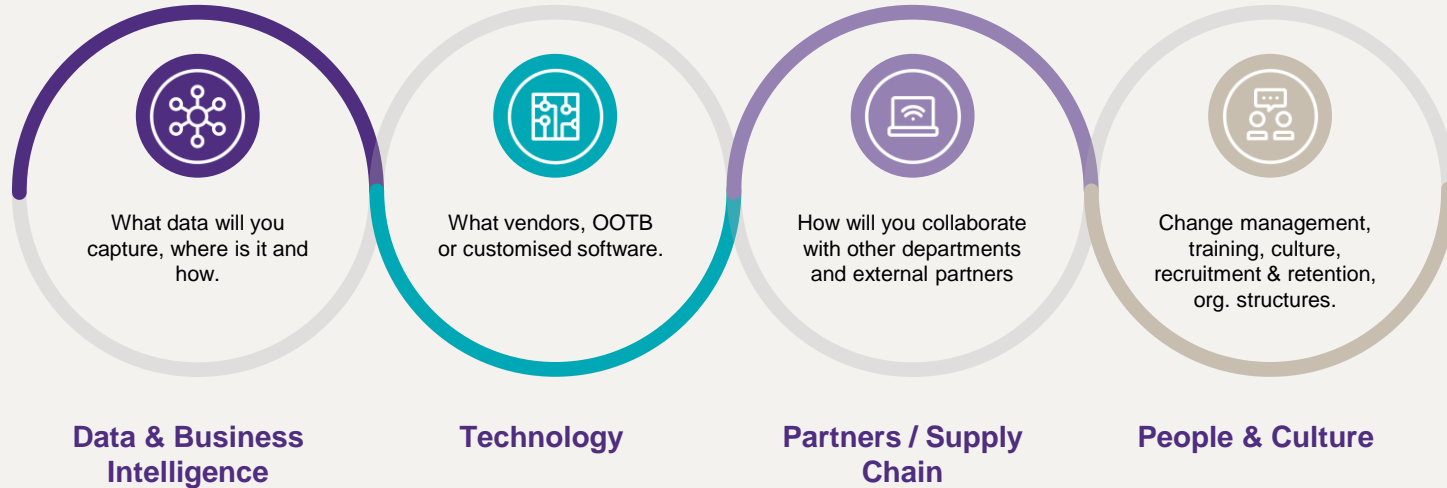 What data will you
capture, where is it and
how.
What vendors, OOTB
or customised software.
How will you collaborate
with other departments
and external partners
Change management,
training, culture,
recruitment & retention,
org. structures.
Data & Business
Intelligence
Technology
Partners / Supply
Chain
People & Culture